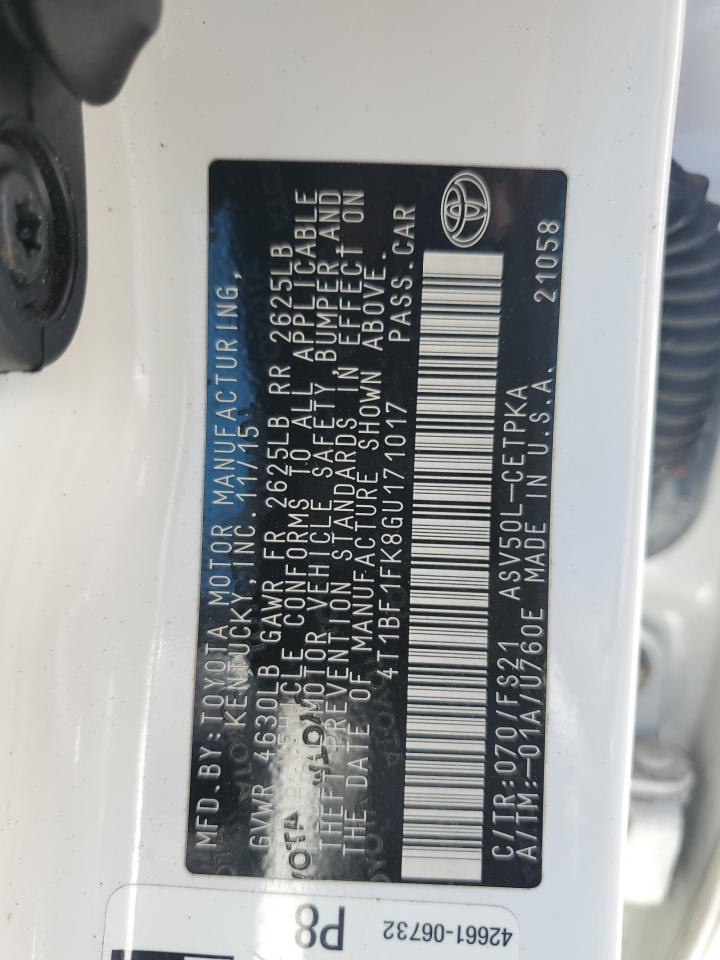 MFD.BY:TOYOTA MOTOR MANUFACTURING,
KENTUCKY,INC. 11/15
GVWR 4630LB GAWR FR 2625LB RR 2625LB
VEHICLE CONFORMS TO ALL APPLICABLE
MOTOR VEHICLE SAFETY,BUMPER,AND
THEFT PREVENTION STANDARDS IN EFFECT ON
THE DATE OF MANUFACTURE SHOWN ABOVE.
4T1BF1FK8GU171017 PASS.CAR
C/TR:070/FS21 ASV50L-CETPKA 21058
A/TM:-01A/U760E MADE IN U.S.A.
P8
42661-06732